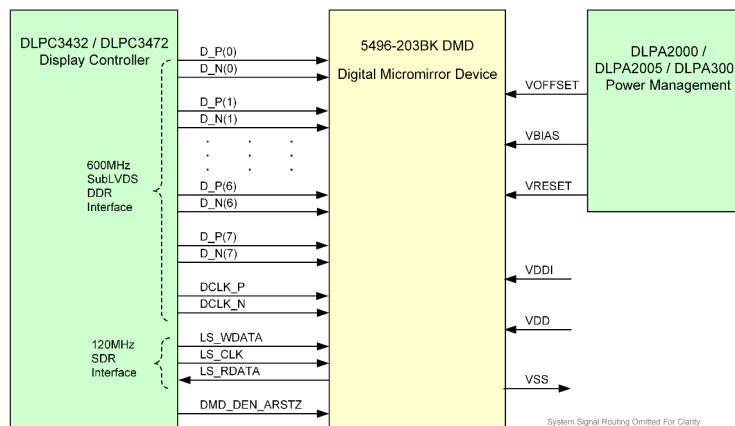 DLPC3432 / DLPC3472
Display Controller
600MHz
SubLVDS
DDR
Interface
120MHz
SDR
Interface
D_P(0)
D_N(0)
D_P(1)
D_N(1)
D_P(6)
D_N(6)
D_P(7)
D_N(7)
DCLK_P
DCLK_N
LS_WDATA
LS_CLK
LS_RDATA
DMD_DEN_ARSTZ
5496-203BK DMD
Digital Micromirror Device
VOFFSET
VBIAS
VRESET
VDDI
VDD
VSS
DLPA2000 /
DLPA2005 /
Power Management
System Signal Routing Omitted For Clarity